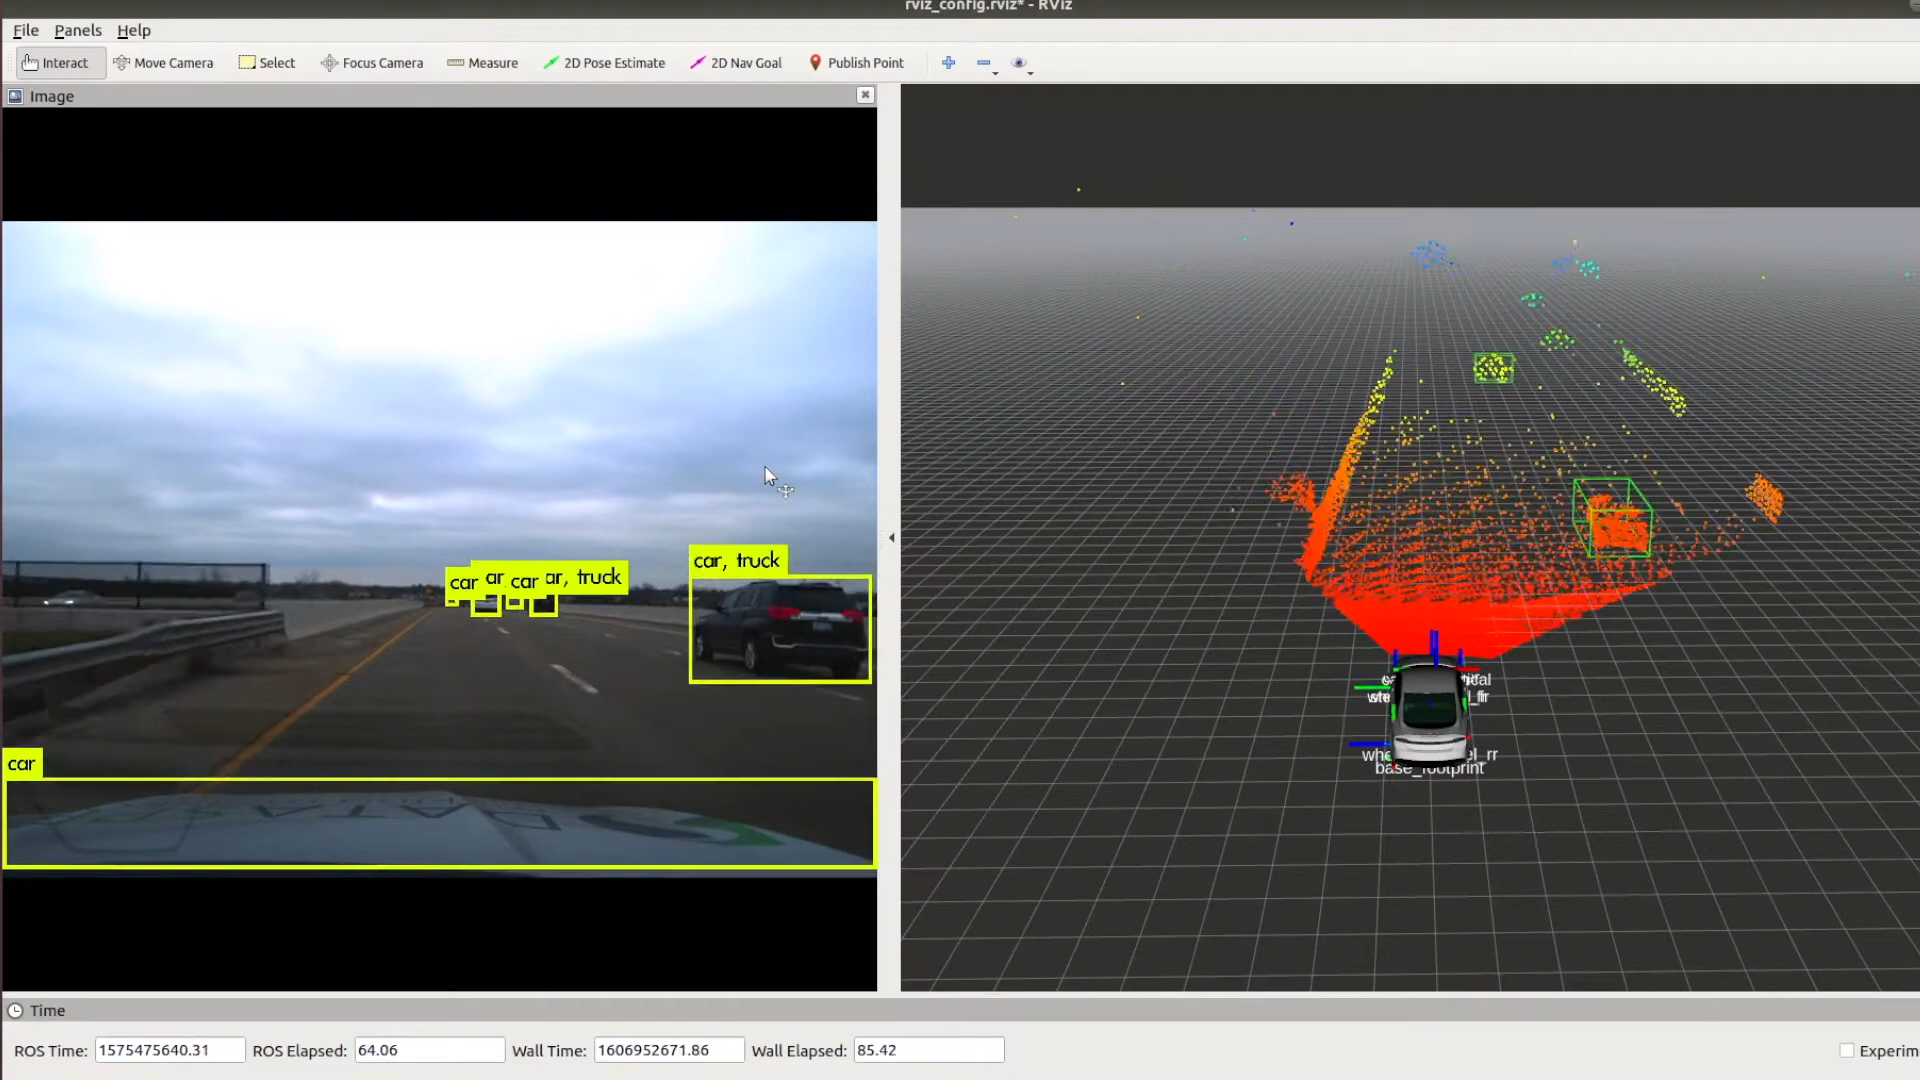 rviz_config.rviz* - RViz
File Panels Help
Interact Move Camera Select Focus Camera Measure 2D Pose Estimate 2D Nav Goal Publish Point
Image
car, truck
car ar car ar, truck
car
DATA
base_footprint
Time
ROS Time: 1575475640.31 ROS Elapsed: 64.06 Wall Time: 1606952671.86 Wall Elapsed: 85.42 Experim